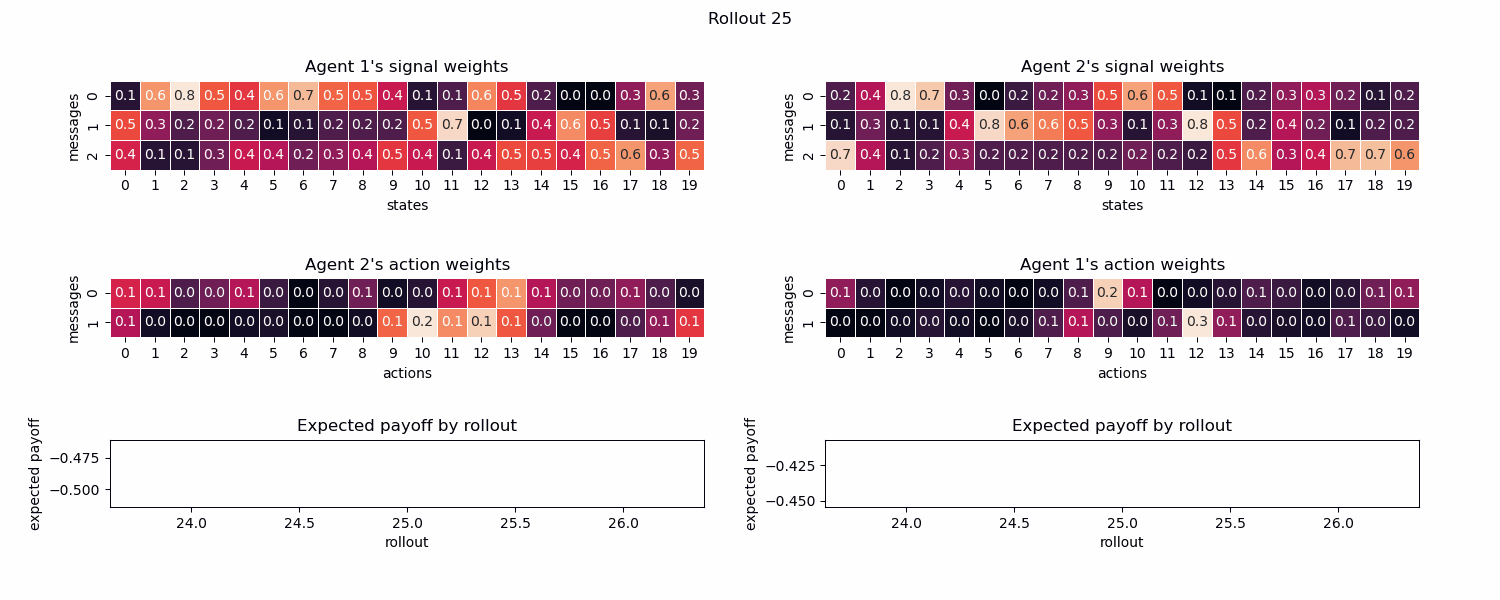 Rollout 25
Agent 1's signal weights
messages
0 0.1 0.6 0.8 0.5 0.4 0.6 0.7 0.5 0.5 0.4 0.1 0.1 0.6 0.5 0.2 0.0 0.0 0.3 0.6 0.3
1 0.5 0.3 0.2 0.2 0.2 0.1 0.1 0.2 0.2 0.2 0.5 0.7 0.0 0.1 0.4 0.6 0.5 0.1 0.1 0.2
2 0.4 0.1 0.1 0.3 0.4 0.4 0.2 0.3 0.4 0.5 0.4 0.1 0.4 0.5 0.5 0.4 0.5 0.6 0.3 0.5
0 1 2 3 4 5 6 7 8 9 10 11 12 13 14 15 16 17 18 19
states
Agent 2's signal weights
messages
0 0.2 0.4 0.8 0.7 0.3 0.0 0.2 0.2 0.3 0.5 0.6 0.5 0.1 0.1 0.2 0.3 0.3 0.2 0.1 0.2
1 0.1 0.3 0.1 0.1 0.4 0.8 0.6 0.6 0.5 0.3 0.1 0.3 0.8 0.5 0.2 0.4 0.2 0.1 0.2 0.2
2 0.7 0.4 0.1 0.2 0.3 0.2 0.2 0.2 0.2 0.2 0.2 0.2 0.2 0.5 0.6 0.3 0.4 0.7 0.7 0.6
0 1 2 3 4 5 6 7 8 9 10 11 12 13 14 15 16 17 18 19
states
Agent 2's action weights
messages
0 0.1 0.1 0.0 0.0 0.1 0.0 0.0 0.0 0.1 0.0 0.0 0.1 0.1 0.1 0.1 0.0 0.0 0.1 0.0 0.0
1 0.1 0.0 0.0 0.0 0.0 0.0 0.0 0.0 0.0 0.1 0.2 0.1 0.1 0.1 0.0 0.0 0.0 0.0 0.1 0.1
0 1 2 3 4 5 6 7 8 9 10 11 12 13 14 15 16 17 18 19
actions
Agent 1's action weights
messages
0 0.1 0.0 0.0 0.0 0.0 0.0 0.0 0.0 0.1 0.2 0.1 0.0 0.0 0.0 0.1 0.0 0.0 0.0 0.1 0.1
1 0.0 0.0 0.0 0.0 0.0 0.0 0.0 0.1 0.1 0.0 0.0 0.1 0.3 0.1 0.0 0.0 0.0 0.1 0.0 0.0
0 1 2 3 4 5 6 7 8 9 10 11 12 13 14 15 16 17 18 19
actions
Expected payoff by rollout
expected payoff
−0.475
−0.500
24.0 24.5 25.0 25.5 26.0
rollout
Expected payoff by rollout
expected payoff
−0.425
−0.450
24.0 24.5 25.0 25.5 26.0
rollout